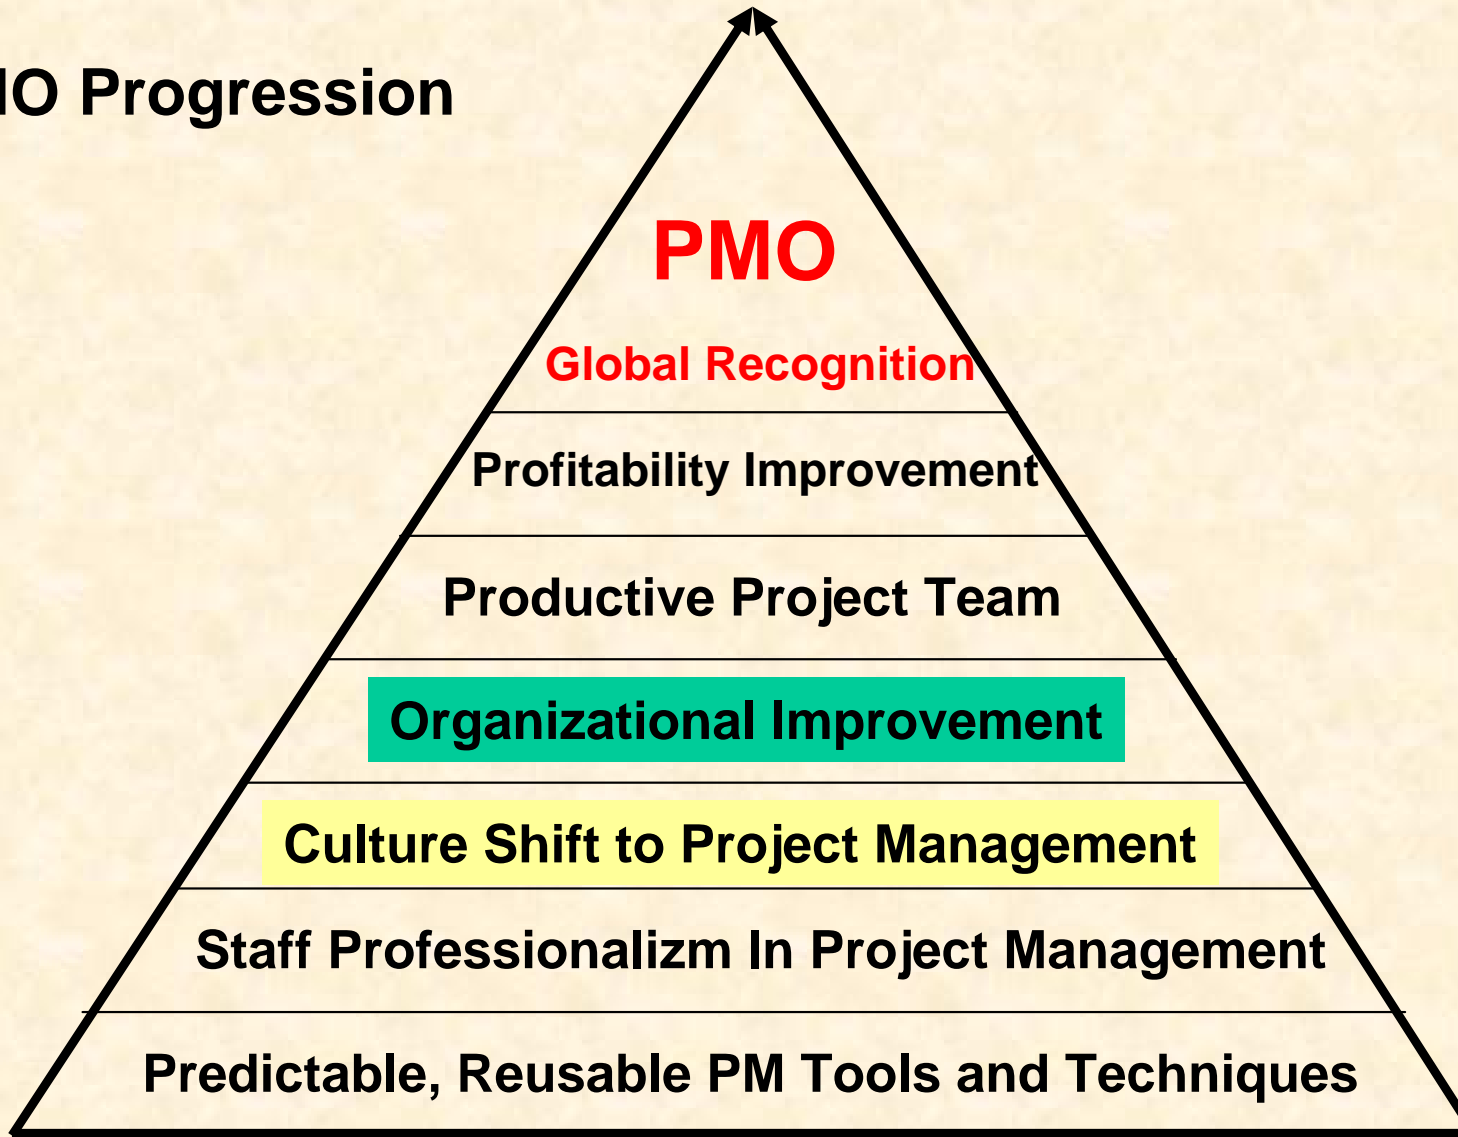 IO Progression
PMO
Global Recognition
Profitability Improvement
Productive Project Team
Organizational Improvement
Culture Shift to Project Management
Staff Professionalizm In Project Management
Predictable, Reusable PM Tools and Techniques